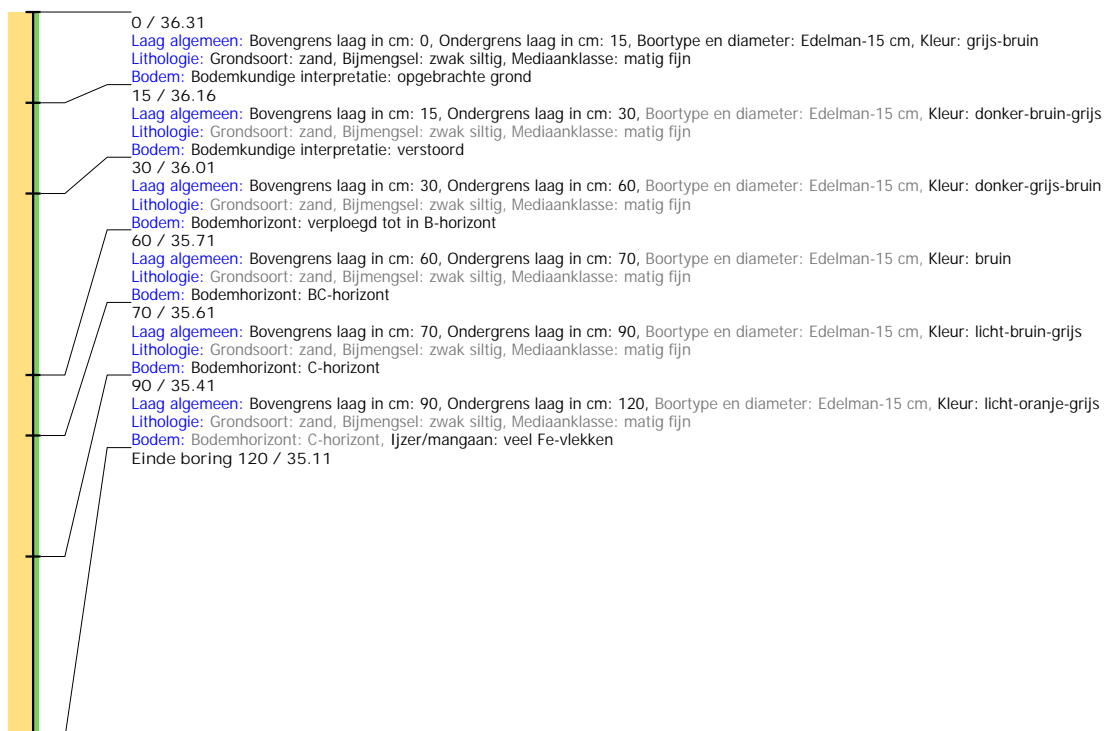 0 / 36.31
Laag algemeen: Bovengrens laag in cm: 0, Ondergrens laag in cm: 15, Boortype en diameter: Edelman-15 cm, Kleur: grijs-bruin
Lithologie: Grondsoort: zand, Bijmengsel: zwak siltig, Mediaanklasse: matig fijn
Bodem: Bodemkundige interpretatie: opgebrachte grond
15 / 36.16
Laag algemeen: Bovengrens laag in cm: 15, Ondergrens laag in cm: 30, Boortype en diameter: Edelman-15 cm, Kleur: donker-bruin-grijs
Lithologie: Grondsoort: zand, Bijmengsel: zwak siltig, Mediaanklasse: matig fijn
Bodem: Bodemkundige interpretatie: verstoord
30 / 36.01
Laag algemeen: Bovengrens laag in cm: 30, Ondergrens laag in cm: 60, Boortype en diameter: Edelman-15 cm, Kleur: donker-grijs-bruin
Lithologie: Grondsoort: zand, Bijmengsel: zwak siltig, Mediaanklasse: matig fijn
Bodem: Bodemhorizont: verploegd tot in B-horizont
60 / 35.71
Laag algemeen: Bovengrens laag in cm: 60, Ondergrens laag in cm: 70, Boortype en diameter: Edelman-15 cm, Kleur: bruin
Lithologie: Grondsoort: zand, Bijmengsel: zwak siltig, Mediaanklasse: matig fijn
Bodem: Bodemhorizont: BC-horizont
70 / 35.61
Laag algemeen: Bovengrens laag in cm: 70, Ondergrens laag in cm: 90, Boortype en diameter: Edelman-15 cm, Kleur: licht-bruin-grijs
Lithologie: Grondsoort: zand, Bijmengsel: zwak siltig, Mediaanklasse: matig fijn
Bodem: Bodemhorizont: C-horizont
90 / 35.41
Laag algemeen: Bovengrens laag in cm: 90, Ondergrens laag in cm: 120, Boortype en diameter: Edelman-15 cm, Kleur: licht-oranje-grijs
Lithologie: Grondsoort: zand, Bijmengsel: zwak siltig, Mediaanklasse: matig fijn
Bodem: Bodemhorizont: C-horizont, Ijzer/mangaan: veel Fe-vlekken
Einde boring 120 / 35.11